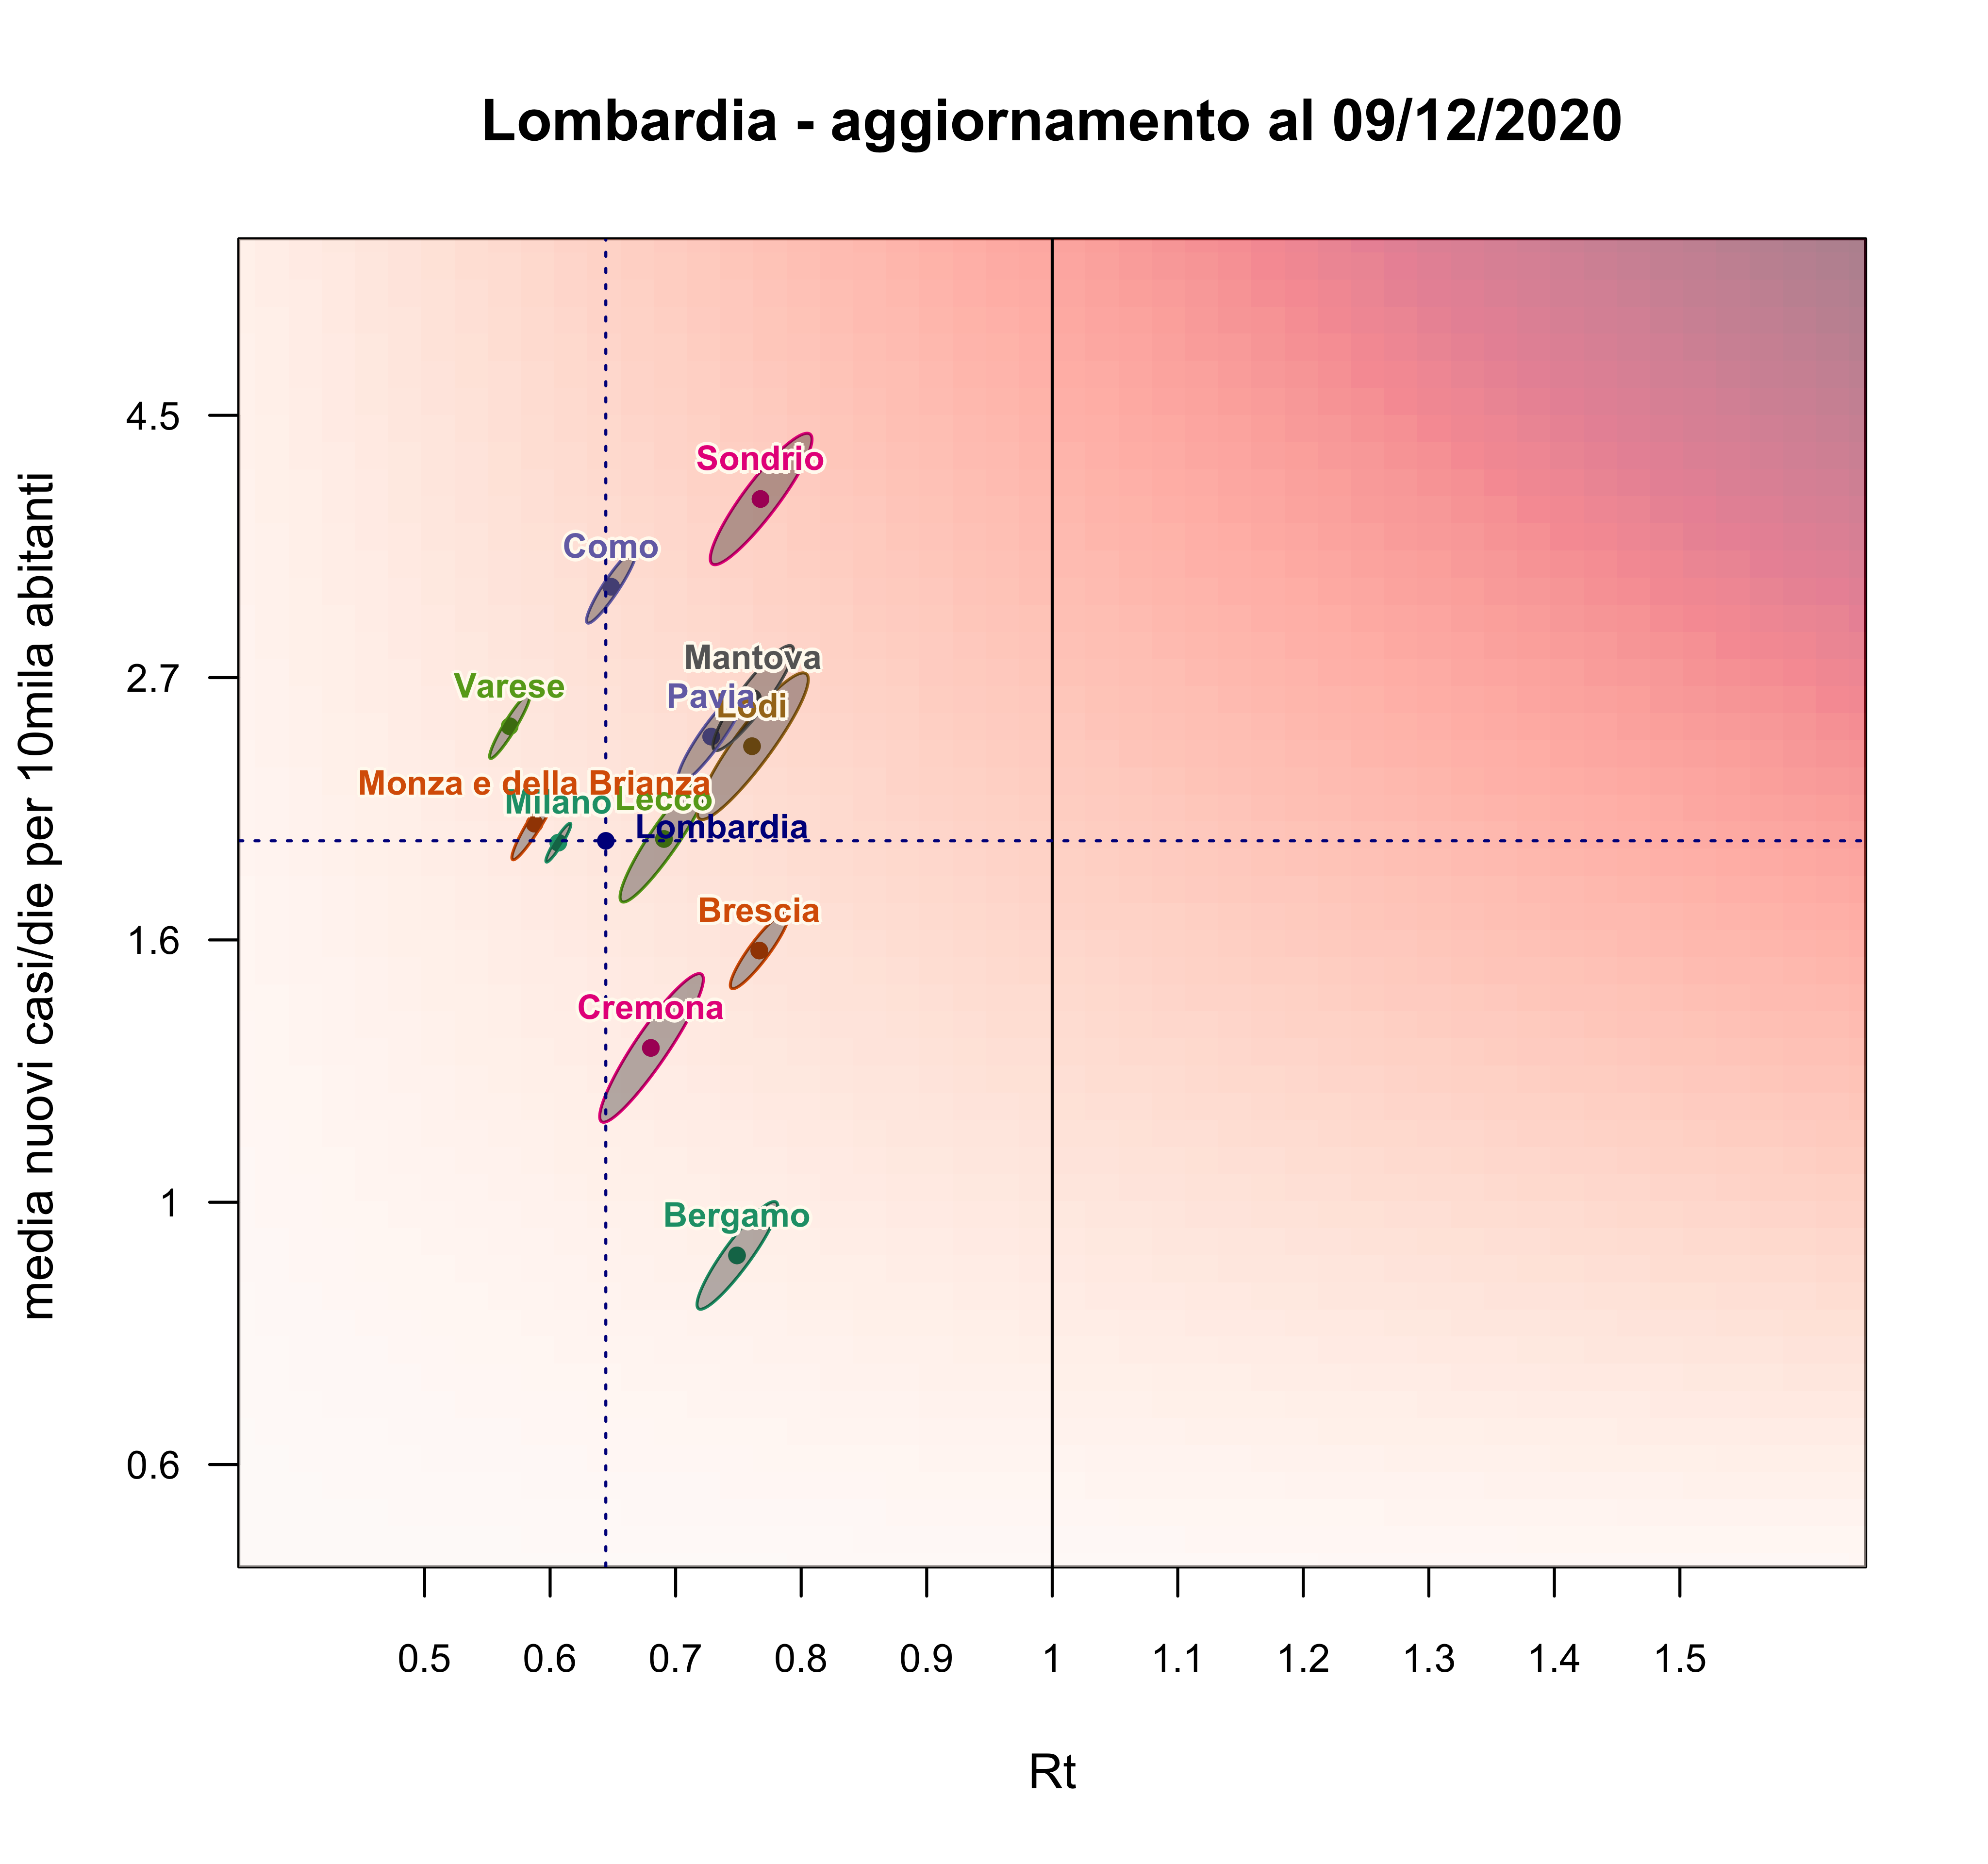 Lombardia - aggiornamento al 09/12/2020
media nuovi casi/die per 10mila abitanti
4.5
2.7
1.6
1
0.6
Sondrio
Como
Mantova
Varese
Pavia
Lodi
Monza e della Brianza
Milano
Lecco
Lombardia
Brescia
Cremona
Bergamo
0.5 0.6 0.7 0.8 0.9 1 1.1 1.2 1.3 1.4 1.5
Rt